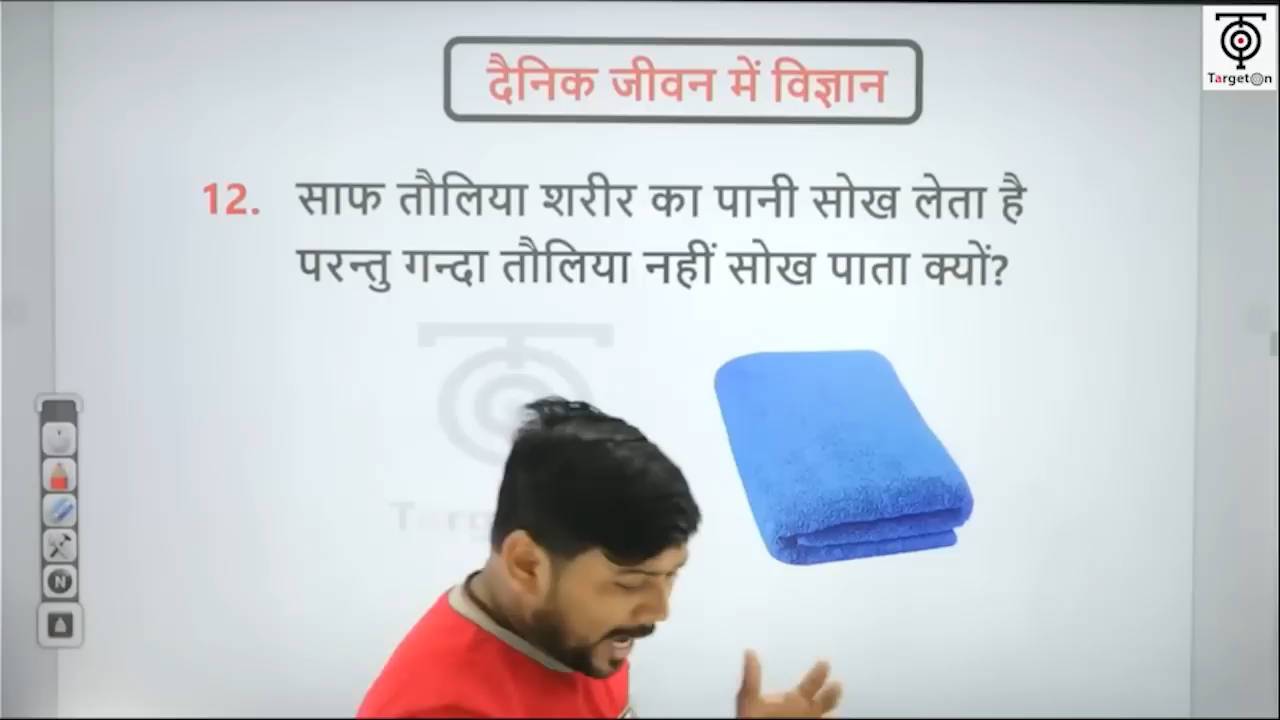 दैनिक जीवन में विज्ञान
TargetOn
12. साफ तौलिया शरीर का पानी सोख लेता है
परन्तु गन्दा तौलिया नहीं सोख पाता क्यों?
N